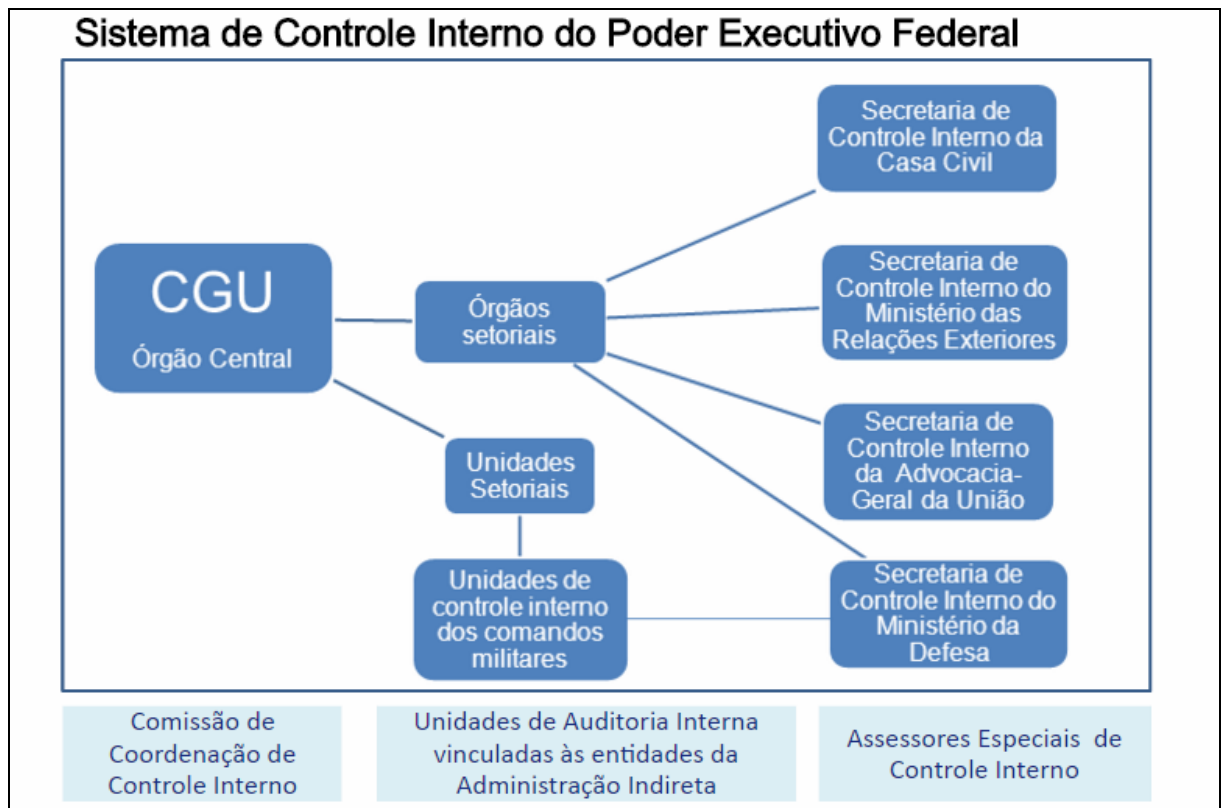 Sistema de Controle Interno do Poder Executivo Federal
Secretaria de
Controle Interno da
Casa Civil
CGU
Órgão Central
Órgãos
setoriais
Secretaria de
Controle Interno do
Ministério das
Relações Exteriores
Secretaria de
Controle Interno
da Advocacia-
Geral da União
Unidades
Setoriais
Unidades de
controle interno
dos comandos
militares
Secretaria de
Controle Interno do
Ministério da
Defesa
Comissão de
Coordenação de
Controle Interno
Unidades de Auditoria Interna
vinculadas às entidades da
Administração Indireta
Assessores Especiais de
Controle Interno